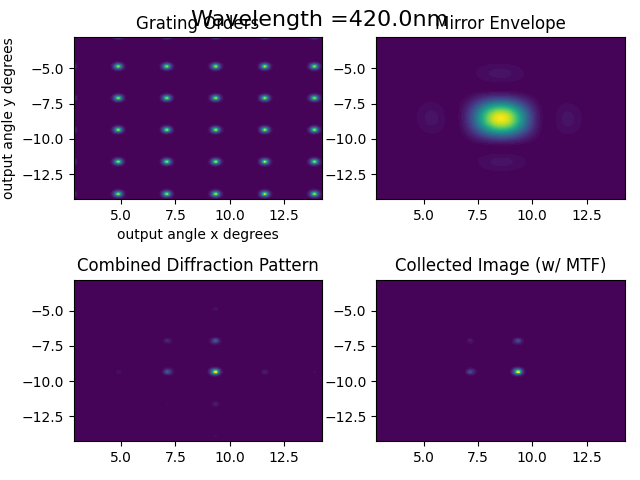 Wavelength =420.0nm
Grating Orders
Mirror Envelope
output angle y degrees
−5.0
−7.5
−10.0
−12.5
5.0 7.5 10.0 12.5
output angle x degrees
−5.0
−7.5
−10.0
−12.5
5.0 7.5 10.0 12.5
Combined Diffraction Pattern
Collected Image (w/ MTF)
−5.0
−7.5
−10.0
−12.5
5.0 7.5 10.0 12.5
−5.0
−7.5
−10.0
−12.5
5.0 7.5 10.0 12.5